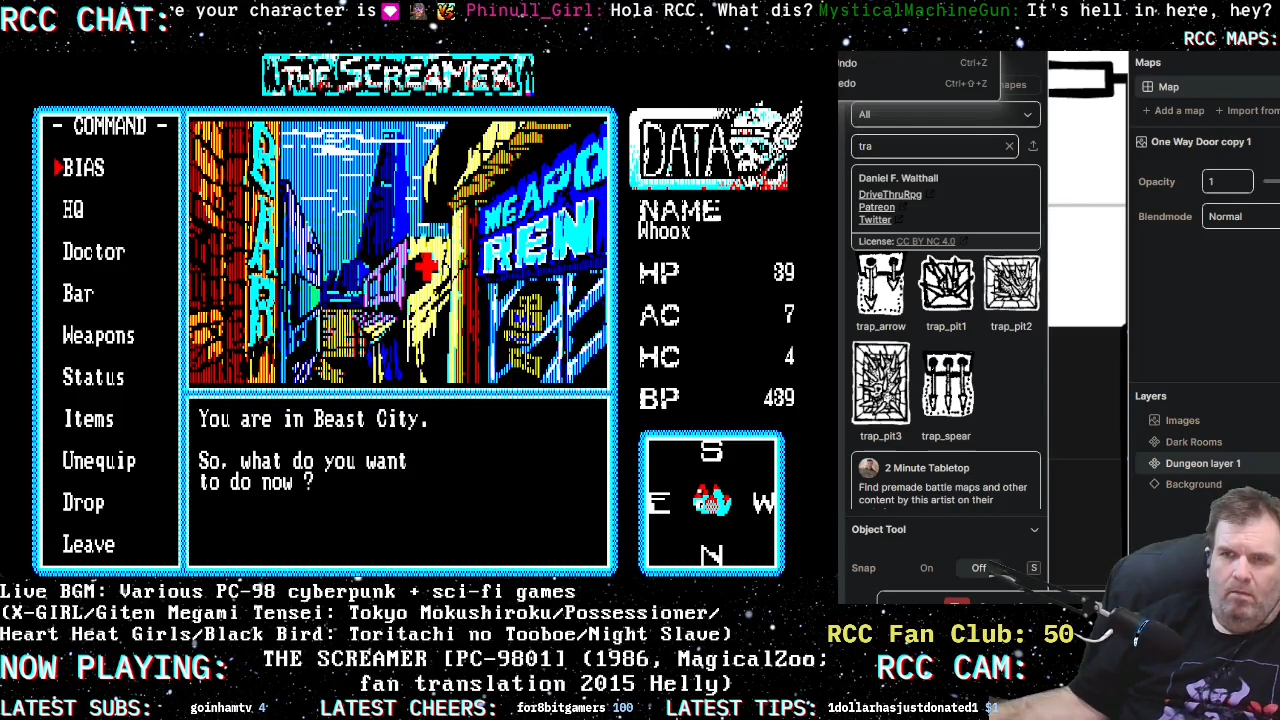 RCC CHAT:
e your character is
Phinull_Girl: Hola RCC. What dis? MysticalMachineGun: It's hell in here, hey?
RCC MAPS:
THE SCREAMER
- COMMAND -
BIAS
HQ
Doctor
Bar
Weapons
Status
Items
Unequip
Drop
Leave
BAR
WEAPO
REN
You are in Beast City.
So, what do you want
to do now ?
DATA
NAME
Whoox
HP 39
AC 7
HC 4
BP 439
S
E W
N
ndo Ctrl+Z
edo Ctrl+⇧+Z
apes
All
tra
Daniel F. Walthall
DriveThruRpg
Patreon
Twitter
License: CC BY NC 4.0
trap_arrow trap_pit1 trap_pit2
trap_pit3 trap_spear
2 Minute Tabletop
Find premade battle maps and other
content by this artist on their
Object Tool
Snap On Off S
Maps
Map
+ Add a map + Import from
One Way Door copy 1
Opacity 1
Blendmode Normal
Layers
Images
Dark Rooms
Dungeon layer 1
Background
Live BGM: Various PC-98 cyberpunk + sci-fi games
(X-GIRL/Giten Megami Tensei: Tokyo Mokushiroku/Possessioner/
Heart Heat Girls/Black Bird: Toritachi no Tooboe/Night Slave)
RCC Fan Club: 50
NOW PLAYING:
THE SCREAMER [PC-9801] (1986, MagicalZoo;
fan translation 2015 Helly)
RCC CAM:
LATEST SUBS: goinhamtv 4
LATEST CHEERS: for8bitgamers 100
LATEST TIPS: 1dollarhasjustdonated1 $1